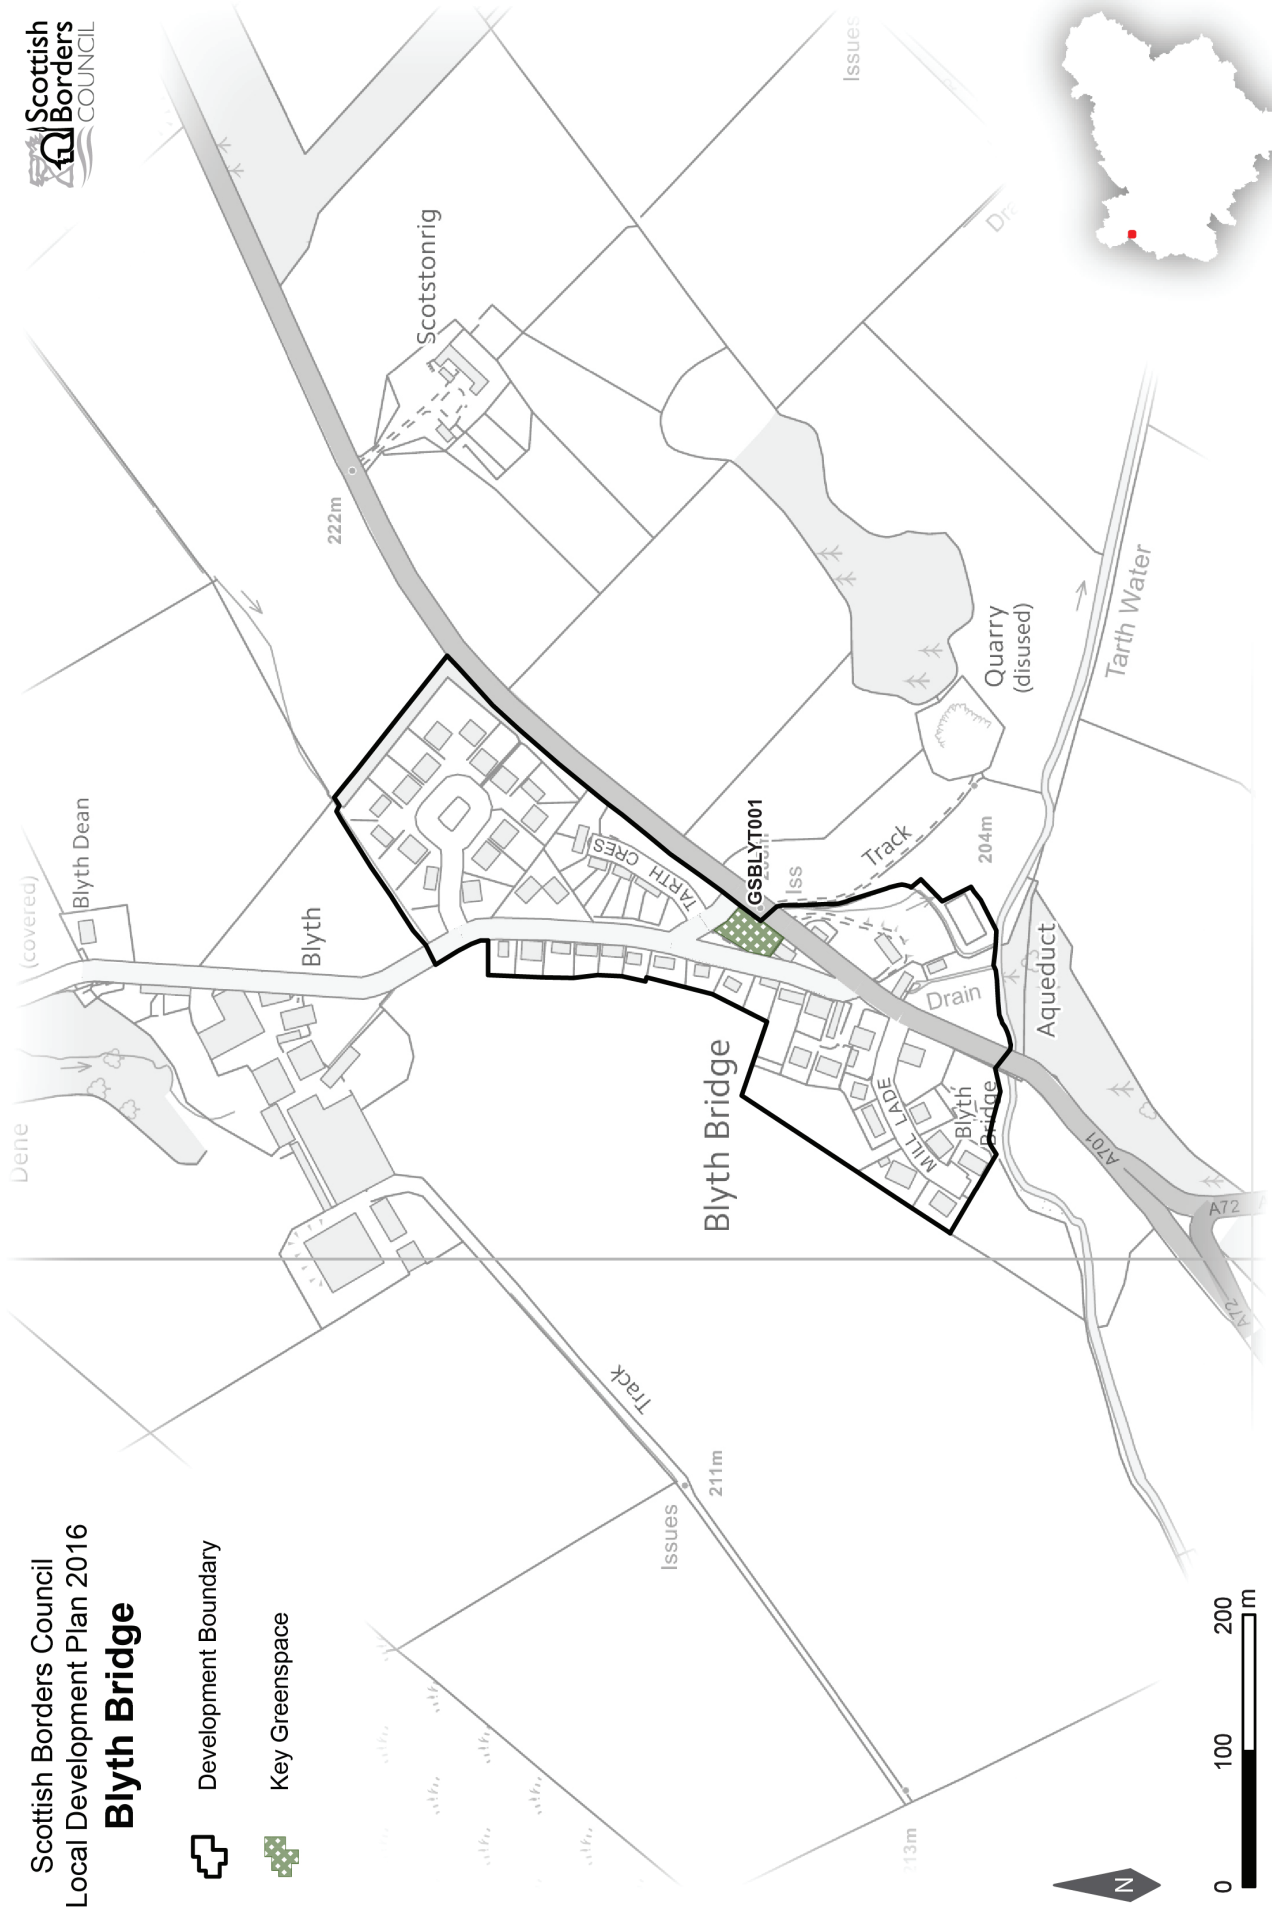 Scottish Borders Council
Local Development Plan 2016
Blyth Bridge
Development Boundary
Key Greenspace
Scottish
Borders
COUNCIL
Dene
(covered)
Blyth Dean
Blyth
222m
Scotstonrig
Issues
TARTH CRES
GSBLYT001
Iss
Track
Quarry
(disused)
204m
Tarth Water
Aqueduct
Drain
Blyth Bridge
MILL LADE
Blyth
Bridge
A701
A72
A72
Track
211m
Issues
13m
N
0
100
200
m